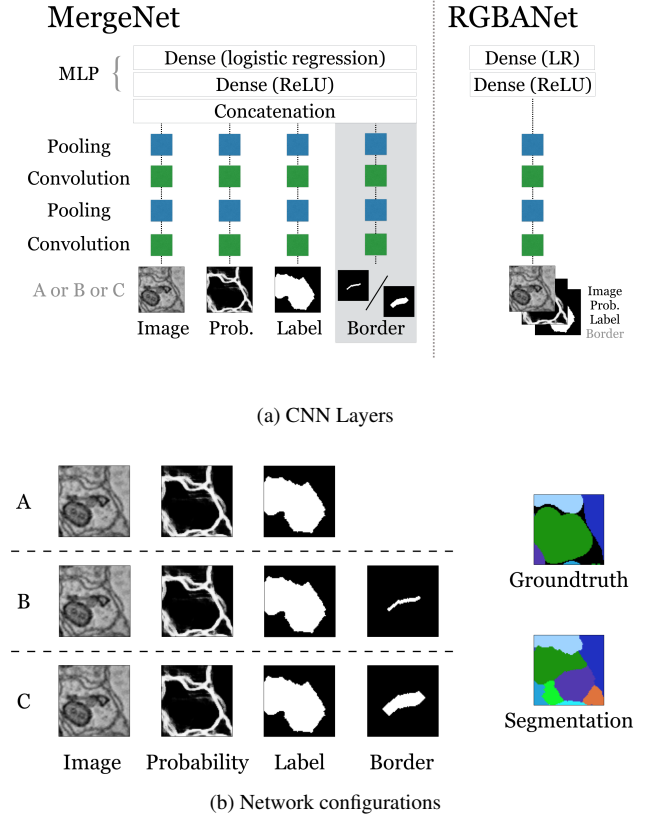 MergeNet
RGBANet
MLP
Dense (logistic regression)
Dense (ReLU)
Concatenation
Dense (LR)
Dense (ReLU)
Pooling
Convolution
Pooling
Convolution
A or B or C
Image
Prob.
Label
Border
Image
Prob.
Label
Border
(a) CNN Layers
A
B
C
Groundtruth
Segmentation
Image
Probability
Label
Border
(b) Network configurations